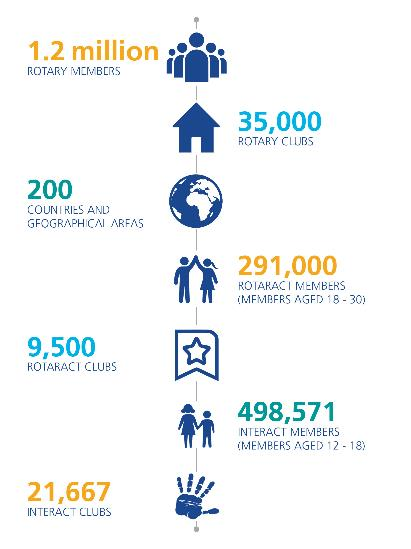 1.2 million
ROTARY MEMBERS
35,000
ROTARY CLUBS
200
COUNTRIES AND
GEOGRAPHICAL AREAS
291,000
ROTARACT MEMBERS
(MEMBERS AGED 18 - 30)
9,500
ROTARACT CLUBS
498,571
INTERACT MEMBERS
(MEMBERS AGED 12 - 18)
21,667
INTERACT CLUBS